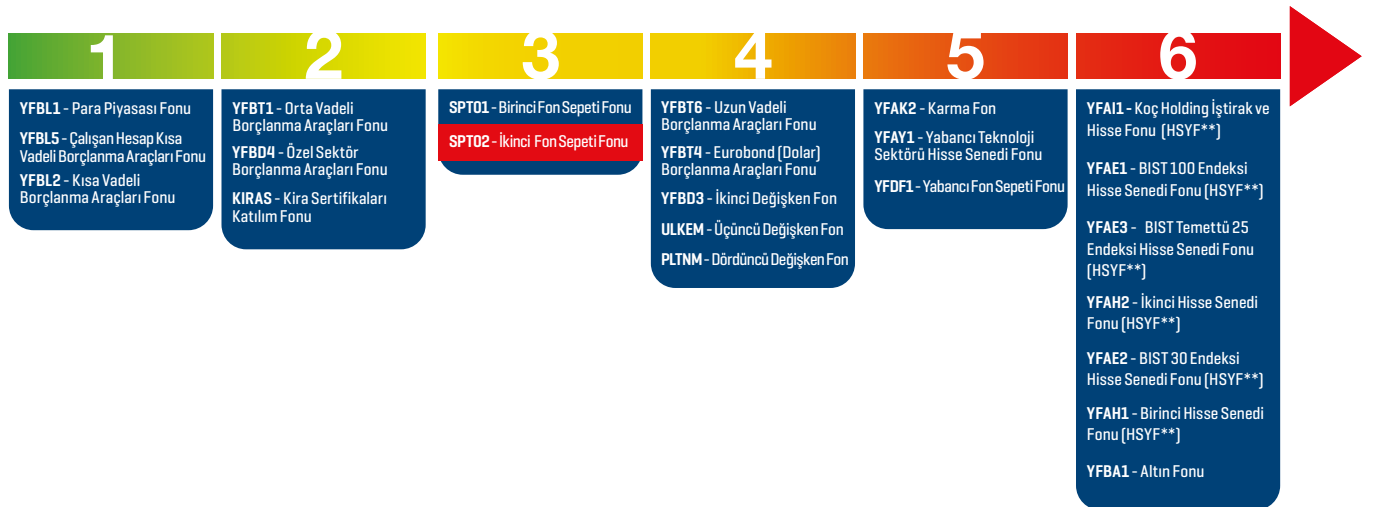 1
YFBL1 - Para Piyasası Fonu
YFBL5 - Çalışan Hesap Kısa
Vadeli Borçlanma Araçları Fonu
YFBL2 - Kısa Vadeli
Borçlanma Araçları Fonu
2
YFBT1 - Orta Vadeli
Borçlanma Araçları Fonu
YFBD4 - Özel Sektör
Borçlanma Araçları Fonu
KIRAS - Kira Sertifikaları
Katılım Fonu
3
SPT01 - Birinci Fon Sepeti Fonu
SPT02 - İkinci Fon Sepeti Fonu
4
YFBT6 - Uzun Vadeli
Borçlanma Araçları Fonu
YFBT4 - Eurobond (Dolar)
Borçlanma Araçları Fonu
YFBD3 - İkinci Değişken Fon
ULKEM - Üçüncü Değişken Fon
PLTNM - Dördüncü Değişken Fon
5
YFAK2 - Karma Fon
YFAY1 - Yabancı Teknoloji
Sektörü Hisse Senedi Fonu
YFDF1 - Yabancı Fon Sepeti Fonu
6
YFAI1 - Koç Holding İştirak ve
Hisse Fonu (HSYF**)
YFAE1 - BIST 100 Endeksi
Hisse Senedi Fonu (HSYF**)
YFAE3 - BIST Temettü 25
Endeksi Hisse Senedi Fonu
(HSYF**)
YFAH2 - İkinci Hisse Senedi
Fonu (HSYF**)
YFAE2 - BIST 30 Endeksi
Hisse Senedi Fonu (HSYF**)
YFAH1 - Birinci Hisse Senedi
Fonu (HSYF**)
YFBA1 - Altın Fonu